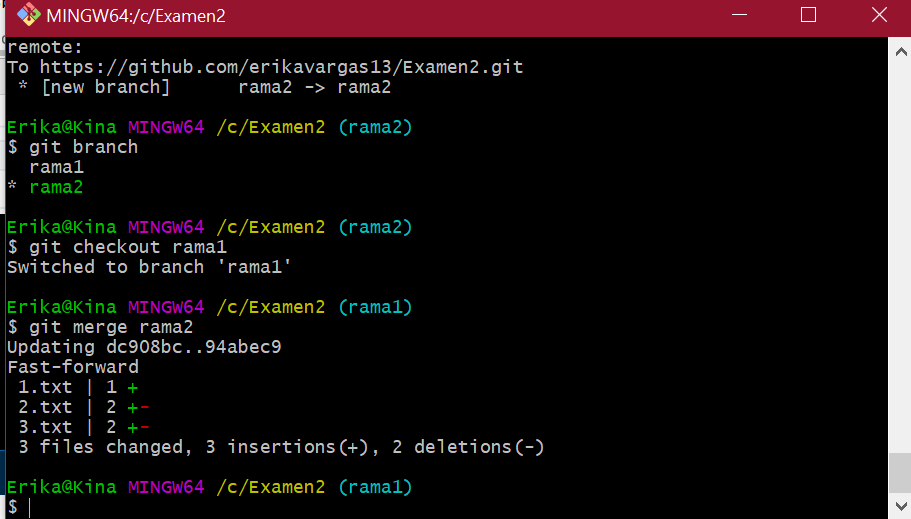 MINGW64:/c/Examen2
remote:
To https://github.com/erikavargas13/Examen2.git
 * [new branch]      rama2 -> rama2
Erika@Kina MINGW64 /c/Examen2 (rama2)
$ git branch
  rama1
* rama2
Erika@Kina MINGW64 /c/Examen2 (rama2)
$ git checkout rama1
Switched to branch 'rama1'
Erika@Kina MINGW64 /c/Examen2 (rama1)
$ git merge rama2
Updating dc908bc..94abec9
Fast-forward
 1.txt | 1 +
 2.txt | 2 +-
 3.txt | 2 +-
 3 files changed, 3 insertions(+), 2 deletions(-)
Erika@Kina MINGW64 /c/Examen2 (rama1)
$